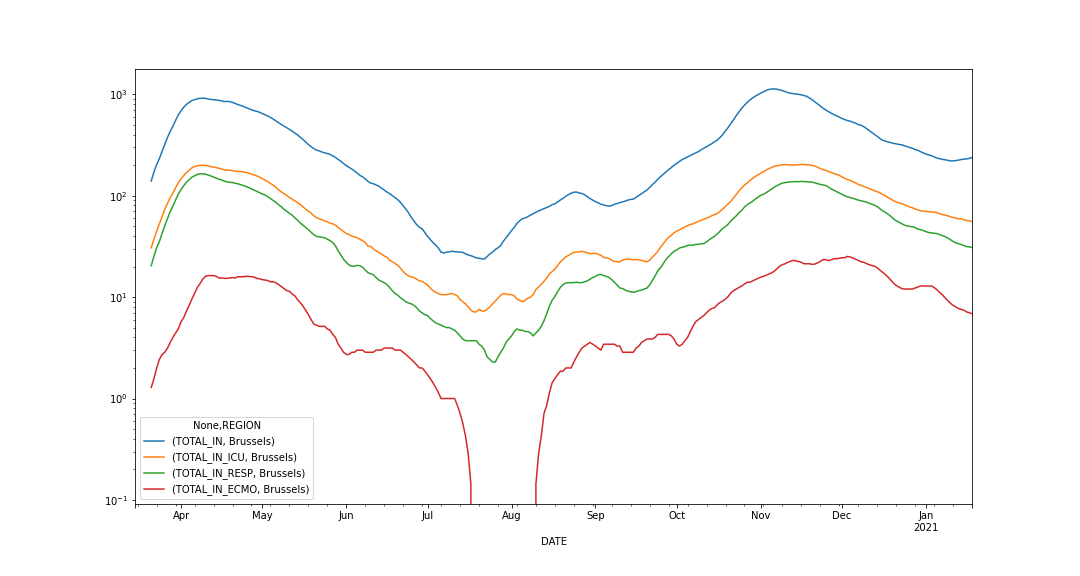 10³
10²
10¹
10⁰
10⁻¹
None,REGION
(TOTAL_IN, Brussels)
(TOTAL_IN_ICU, Brussels)
(TOTAL_IN_RESP, Brussels)
(TOTAL_IN_ECMO, Brussels)
Apr May Jun Jul Aug Sep Oct Nov Dec Jan
2021
DATE